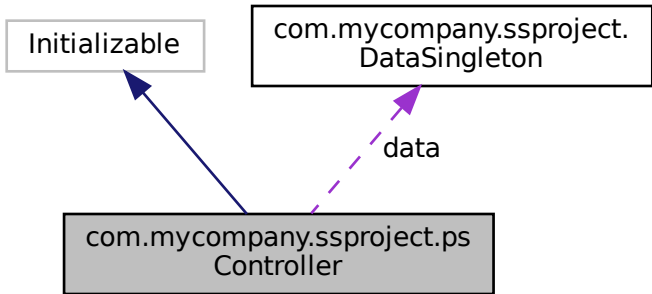 Initializable
com.mycompany.ssproject.
DataSingleton
data
com.mycompany.ssproject.ps
Controller